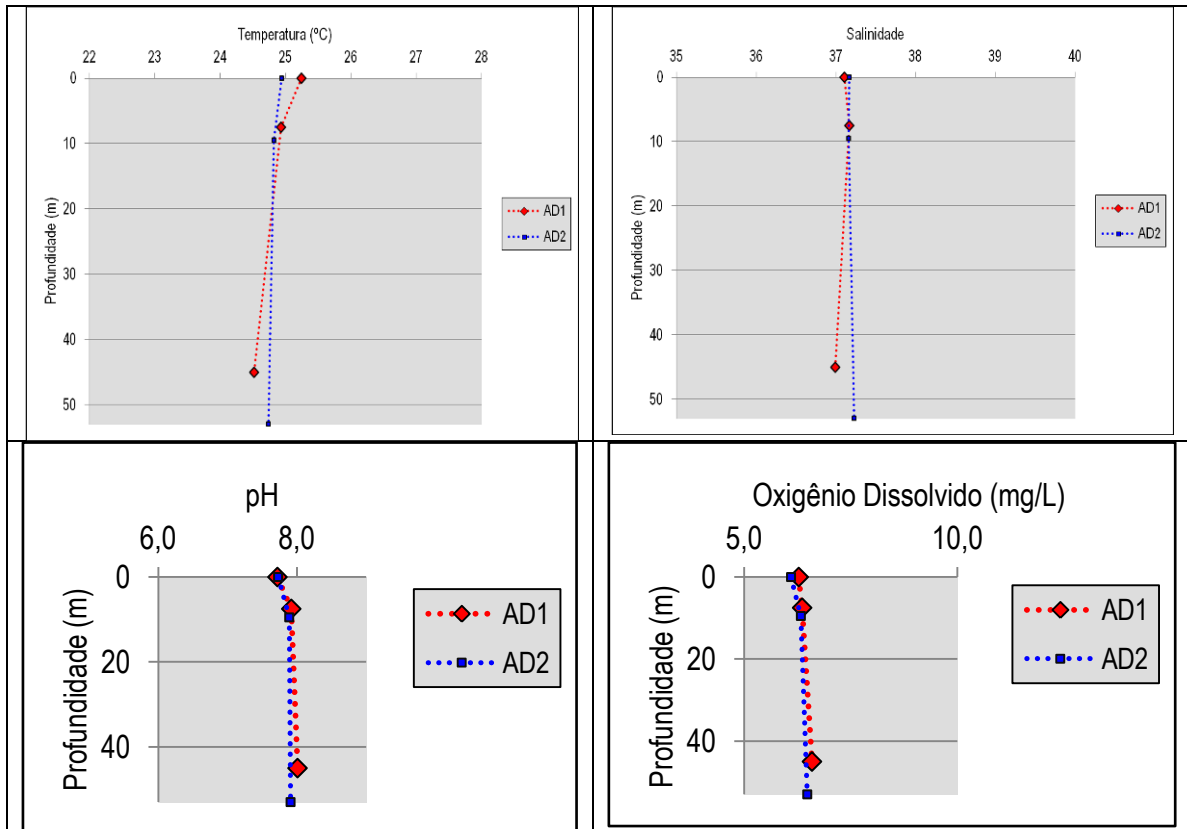 Temperatura (ºC)
22 23 24 25 26 27 28
0
10
20
30
40
50
Profundidade (m)
AD1
AD2
Salinidade
35 36 37 38 39 40
0
10
20
30
40
50
Profundidade (m)
AD1
AD2
pH
6,0 8,0
0
20
40
Profundidade (m)
AD1
AD2
Oxigênio Dissolvido (mg/L)
5,0 10,0
0
20
40
Profundidade (m)
AD1
AD2